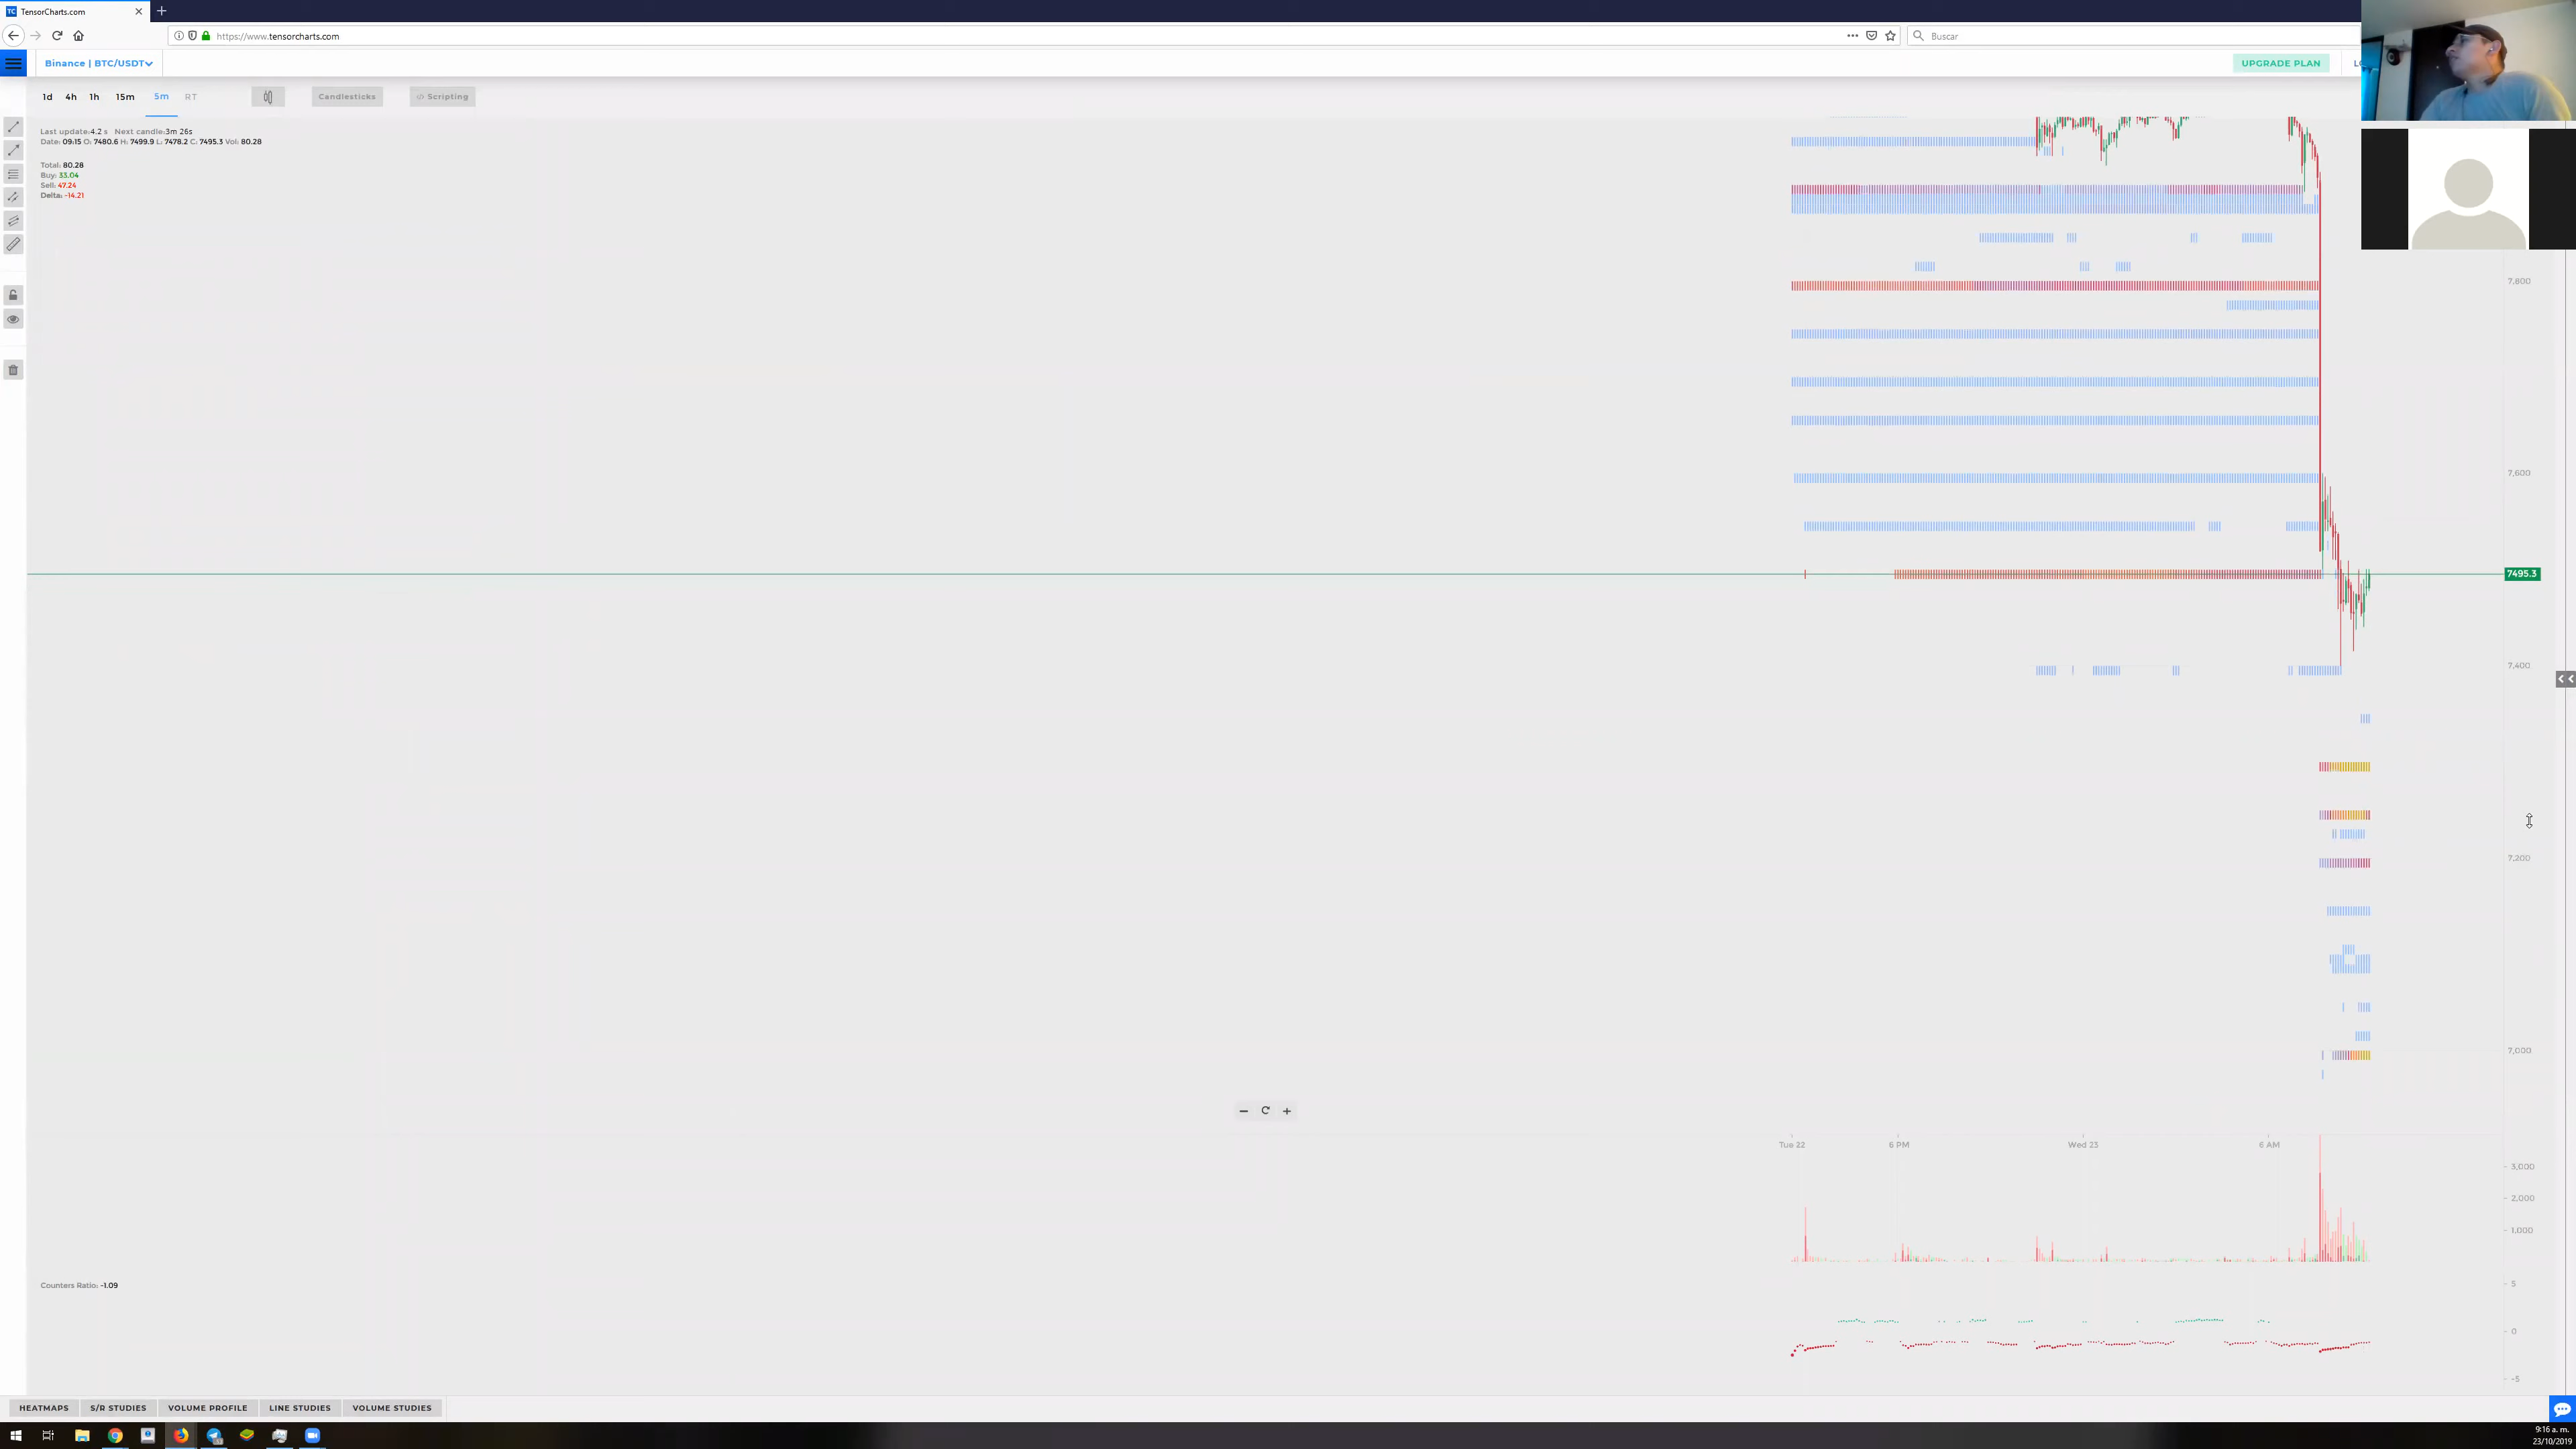 TC TensorCharts.com
https://www.tensorcharts.com
Buscar
Binance | BTC/USDT
UPGRADE PLAN
1d 4h 1h 15m 5m RT
Candlesticks
Scripting
Last update:4.2 s Next candle:3m 26s
Date: 09:15 O: 7480.6 H: 7499.9 L: 7478.2 C: 7495.3 Vol: 80.28
Total: 80.28
Buy: 33.04
Sell: 47.24
Delta: -14.21
7,800
7,600
7495.3
7,400
7,200
7,000
Tue 22 6 PM Wed 23 6 AM
3,000
2,000
1,000
Counters Ratio: -1.09
5
0
-5
HEATMAPS S/R STUDIES VOLUME PROFILE LINE STUDIES VOLUME STUDIES
9:16 a. m.
23/10/2019